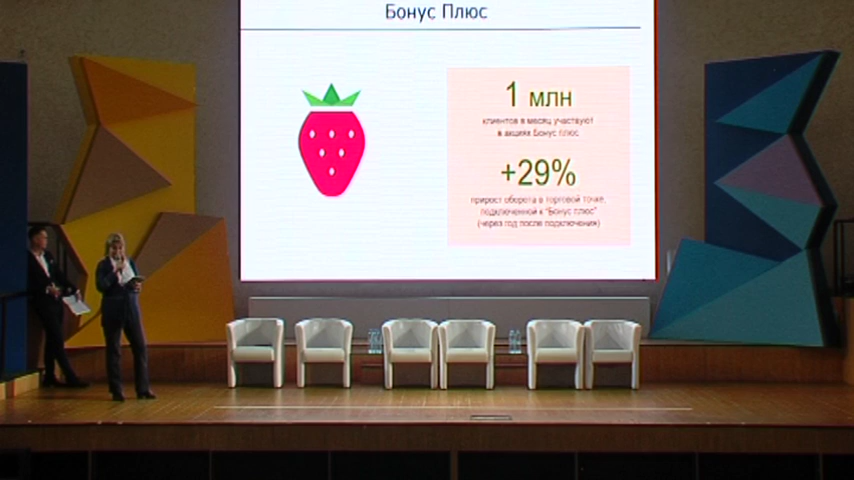 Бонус Плюс
1 млн
клиентов в месяц участвуют
в акциях Бонус плюс
+29%
прирост оборота в торговой точке,
подключенной к "Бонус плюс"
(через год после подключения)